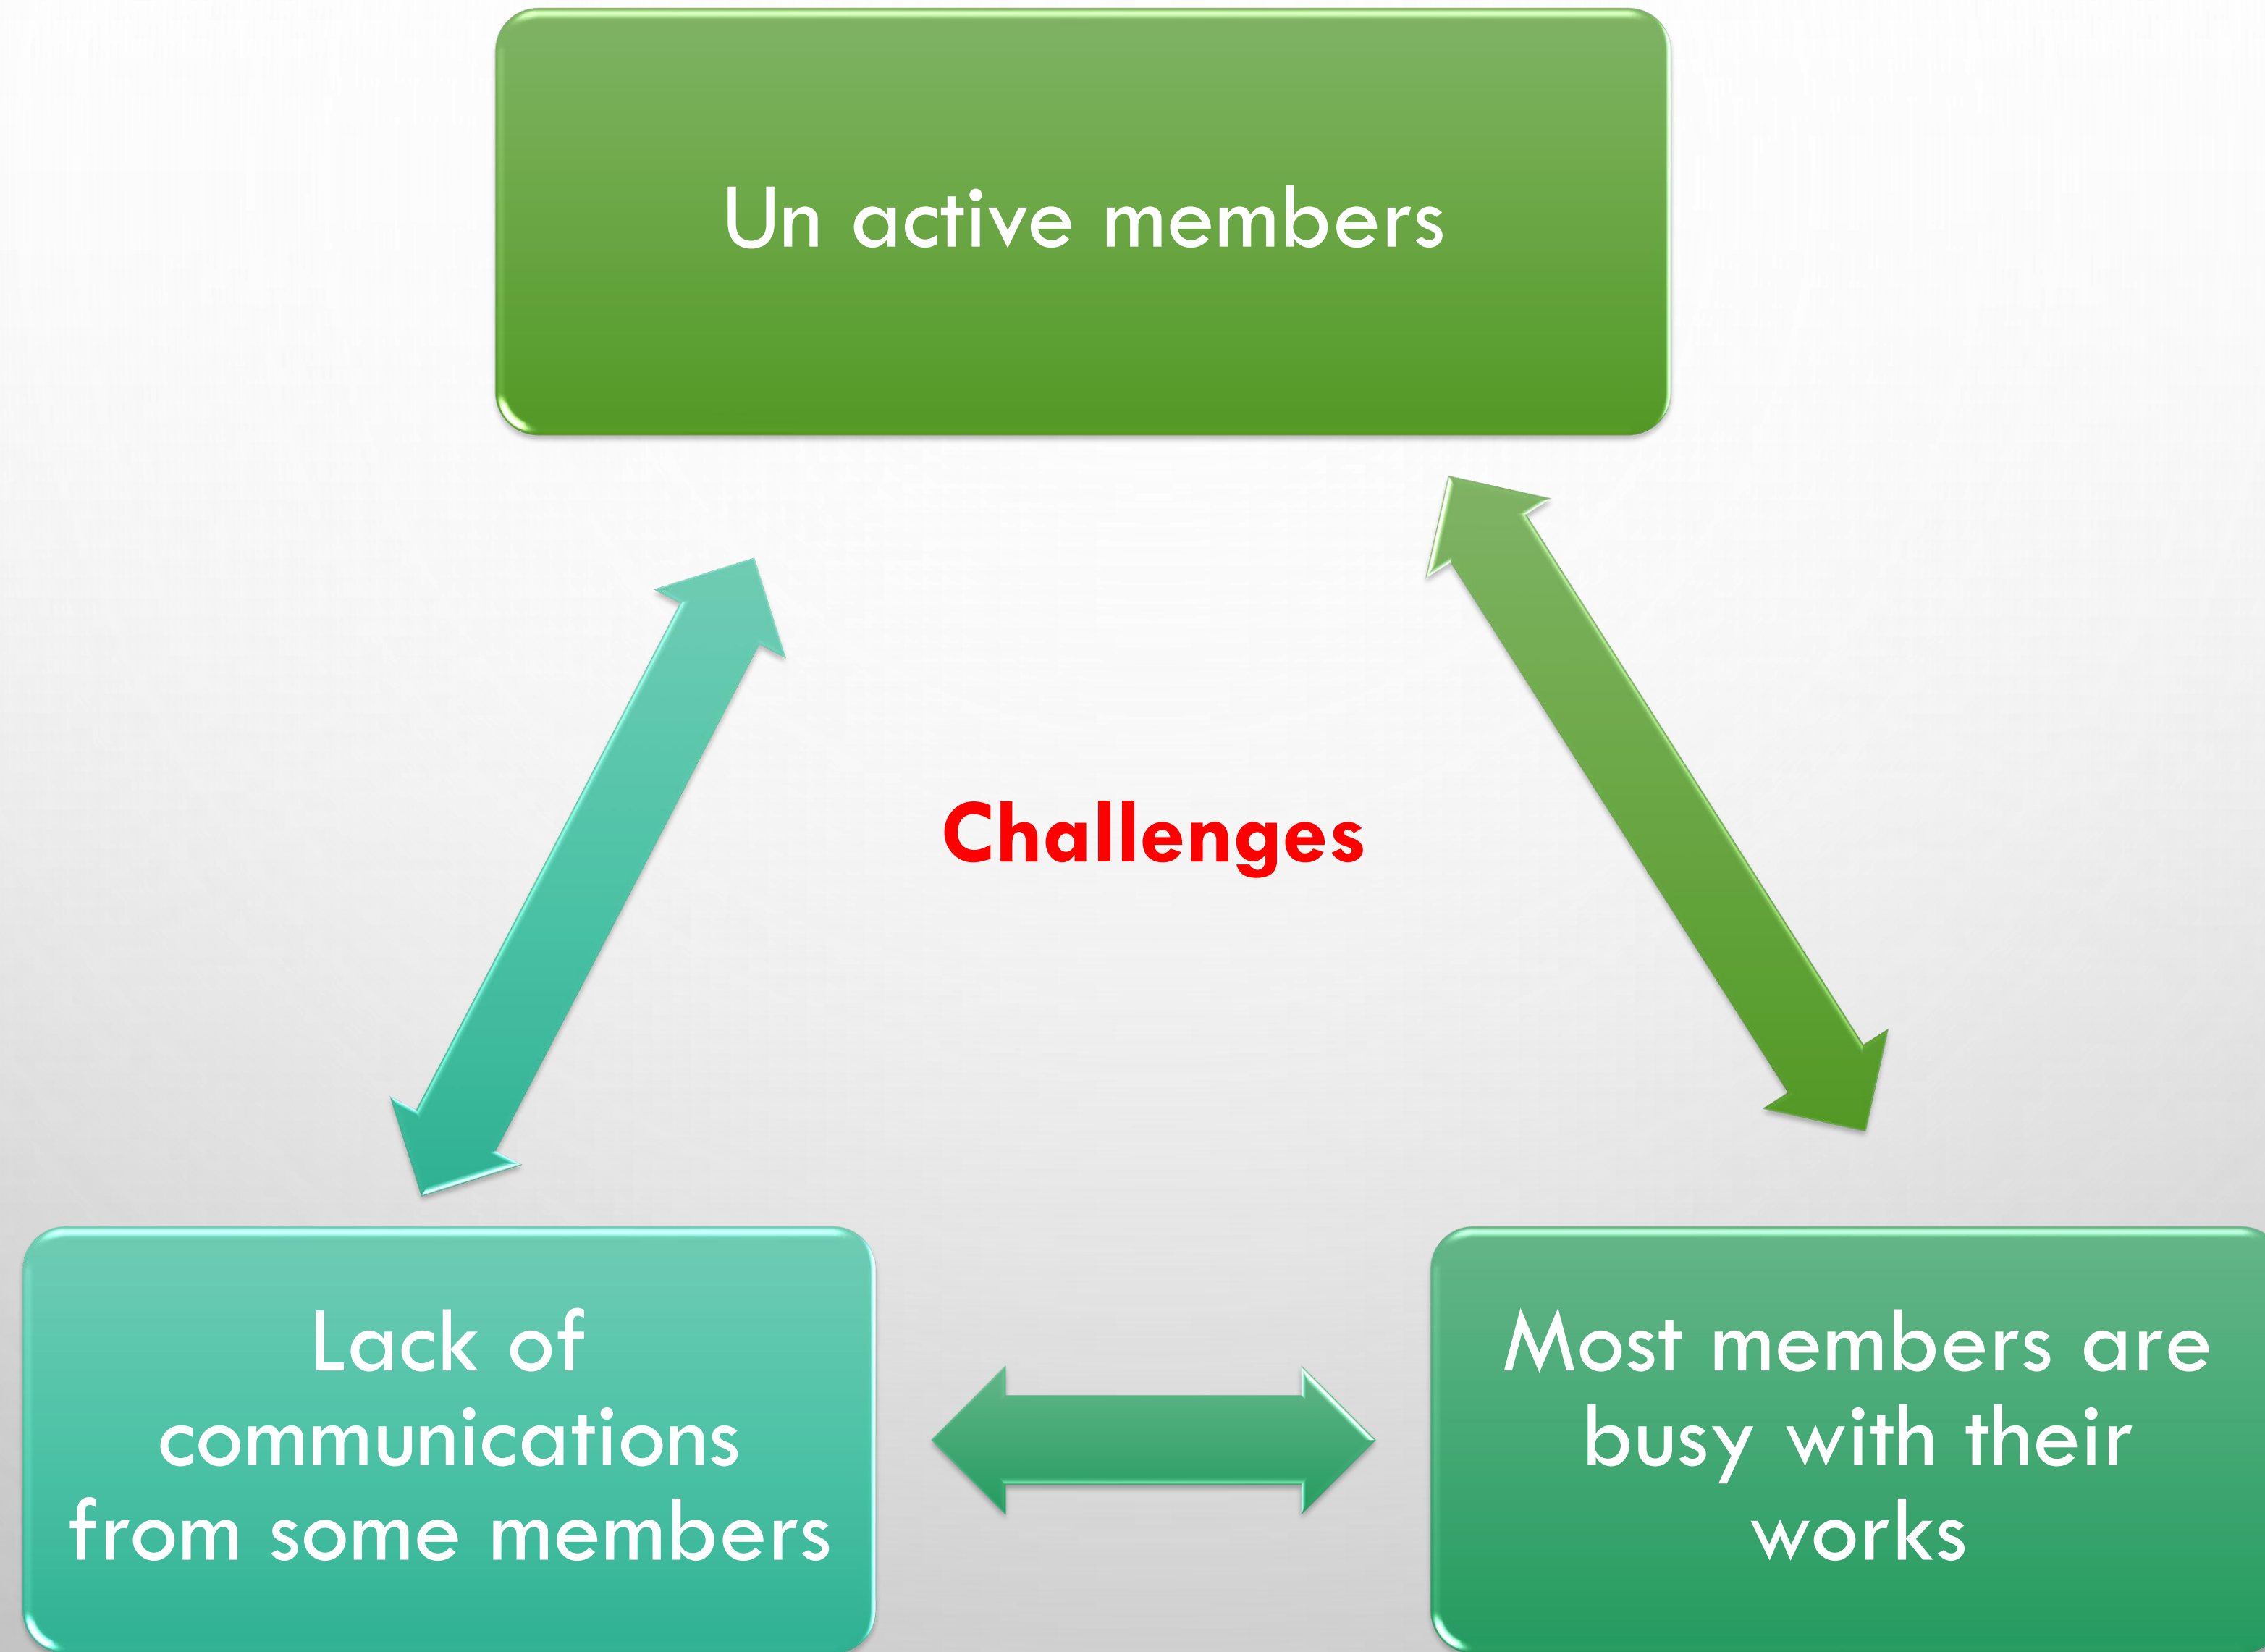 Un active members
Challenges
Lack of
communications
from some members
Most members are
busy with their
works